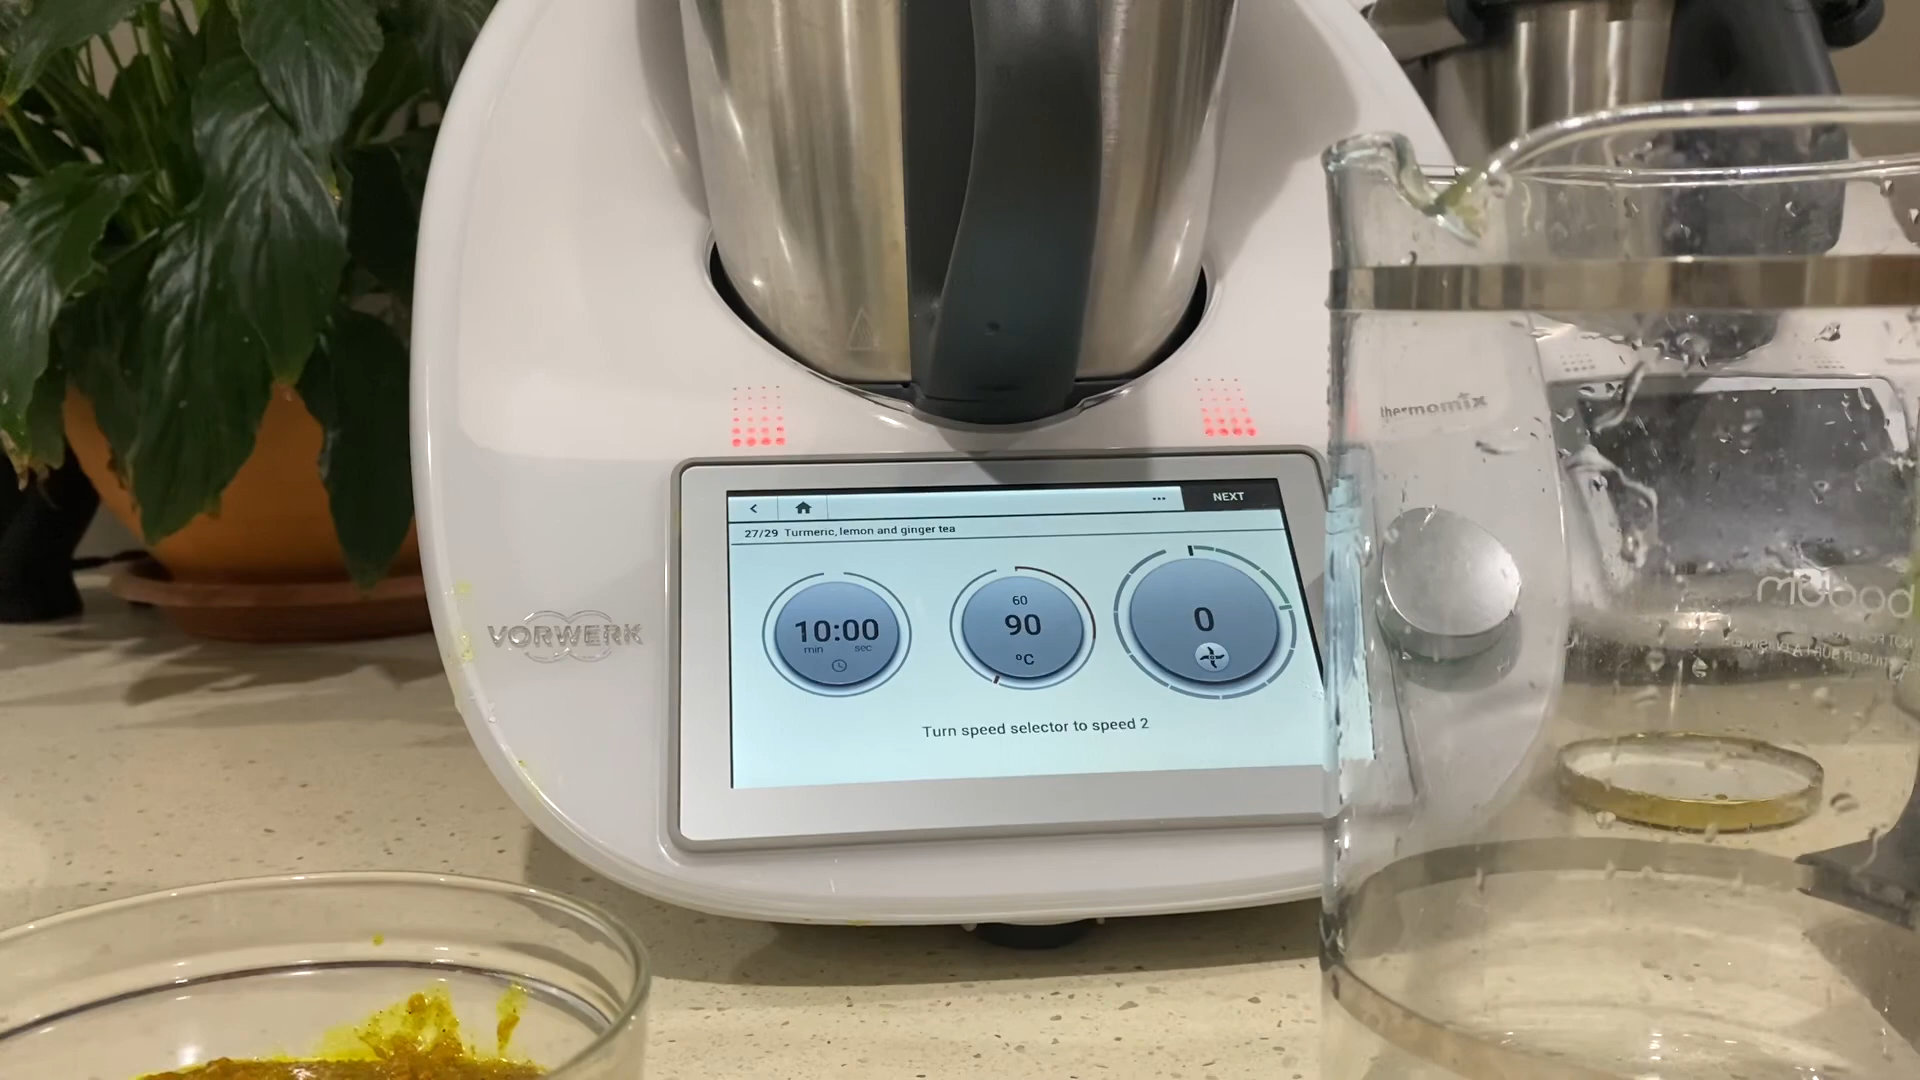 thermomix
NEXT
27/29 Turmeric, lemon and ginger tea
10:00
min sec
60
90
°C
0
VORWERK
Turn speed selector to speed 2